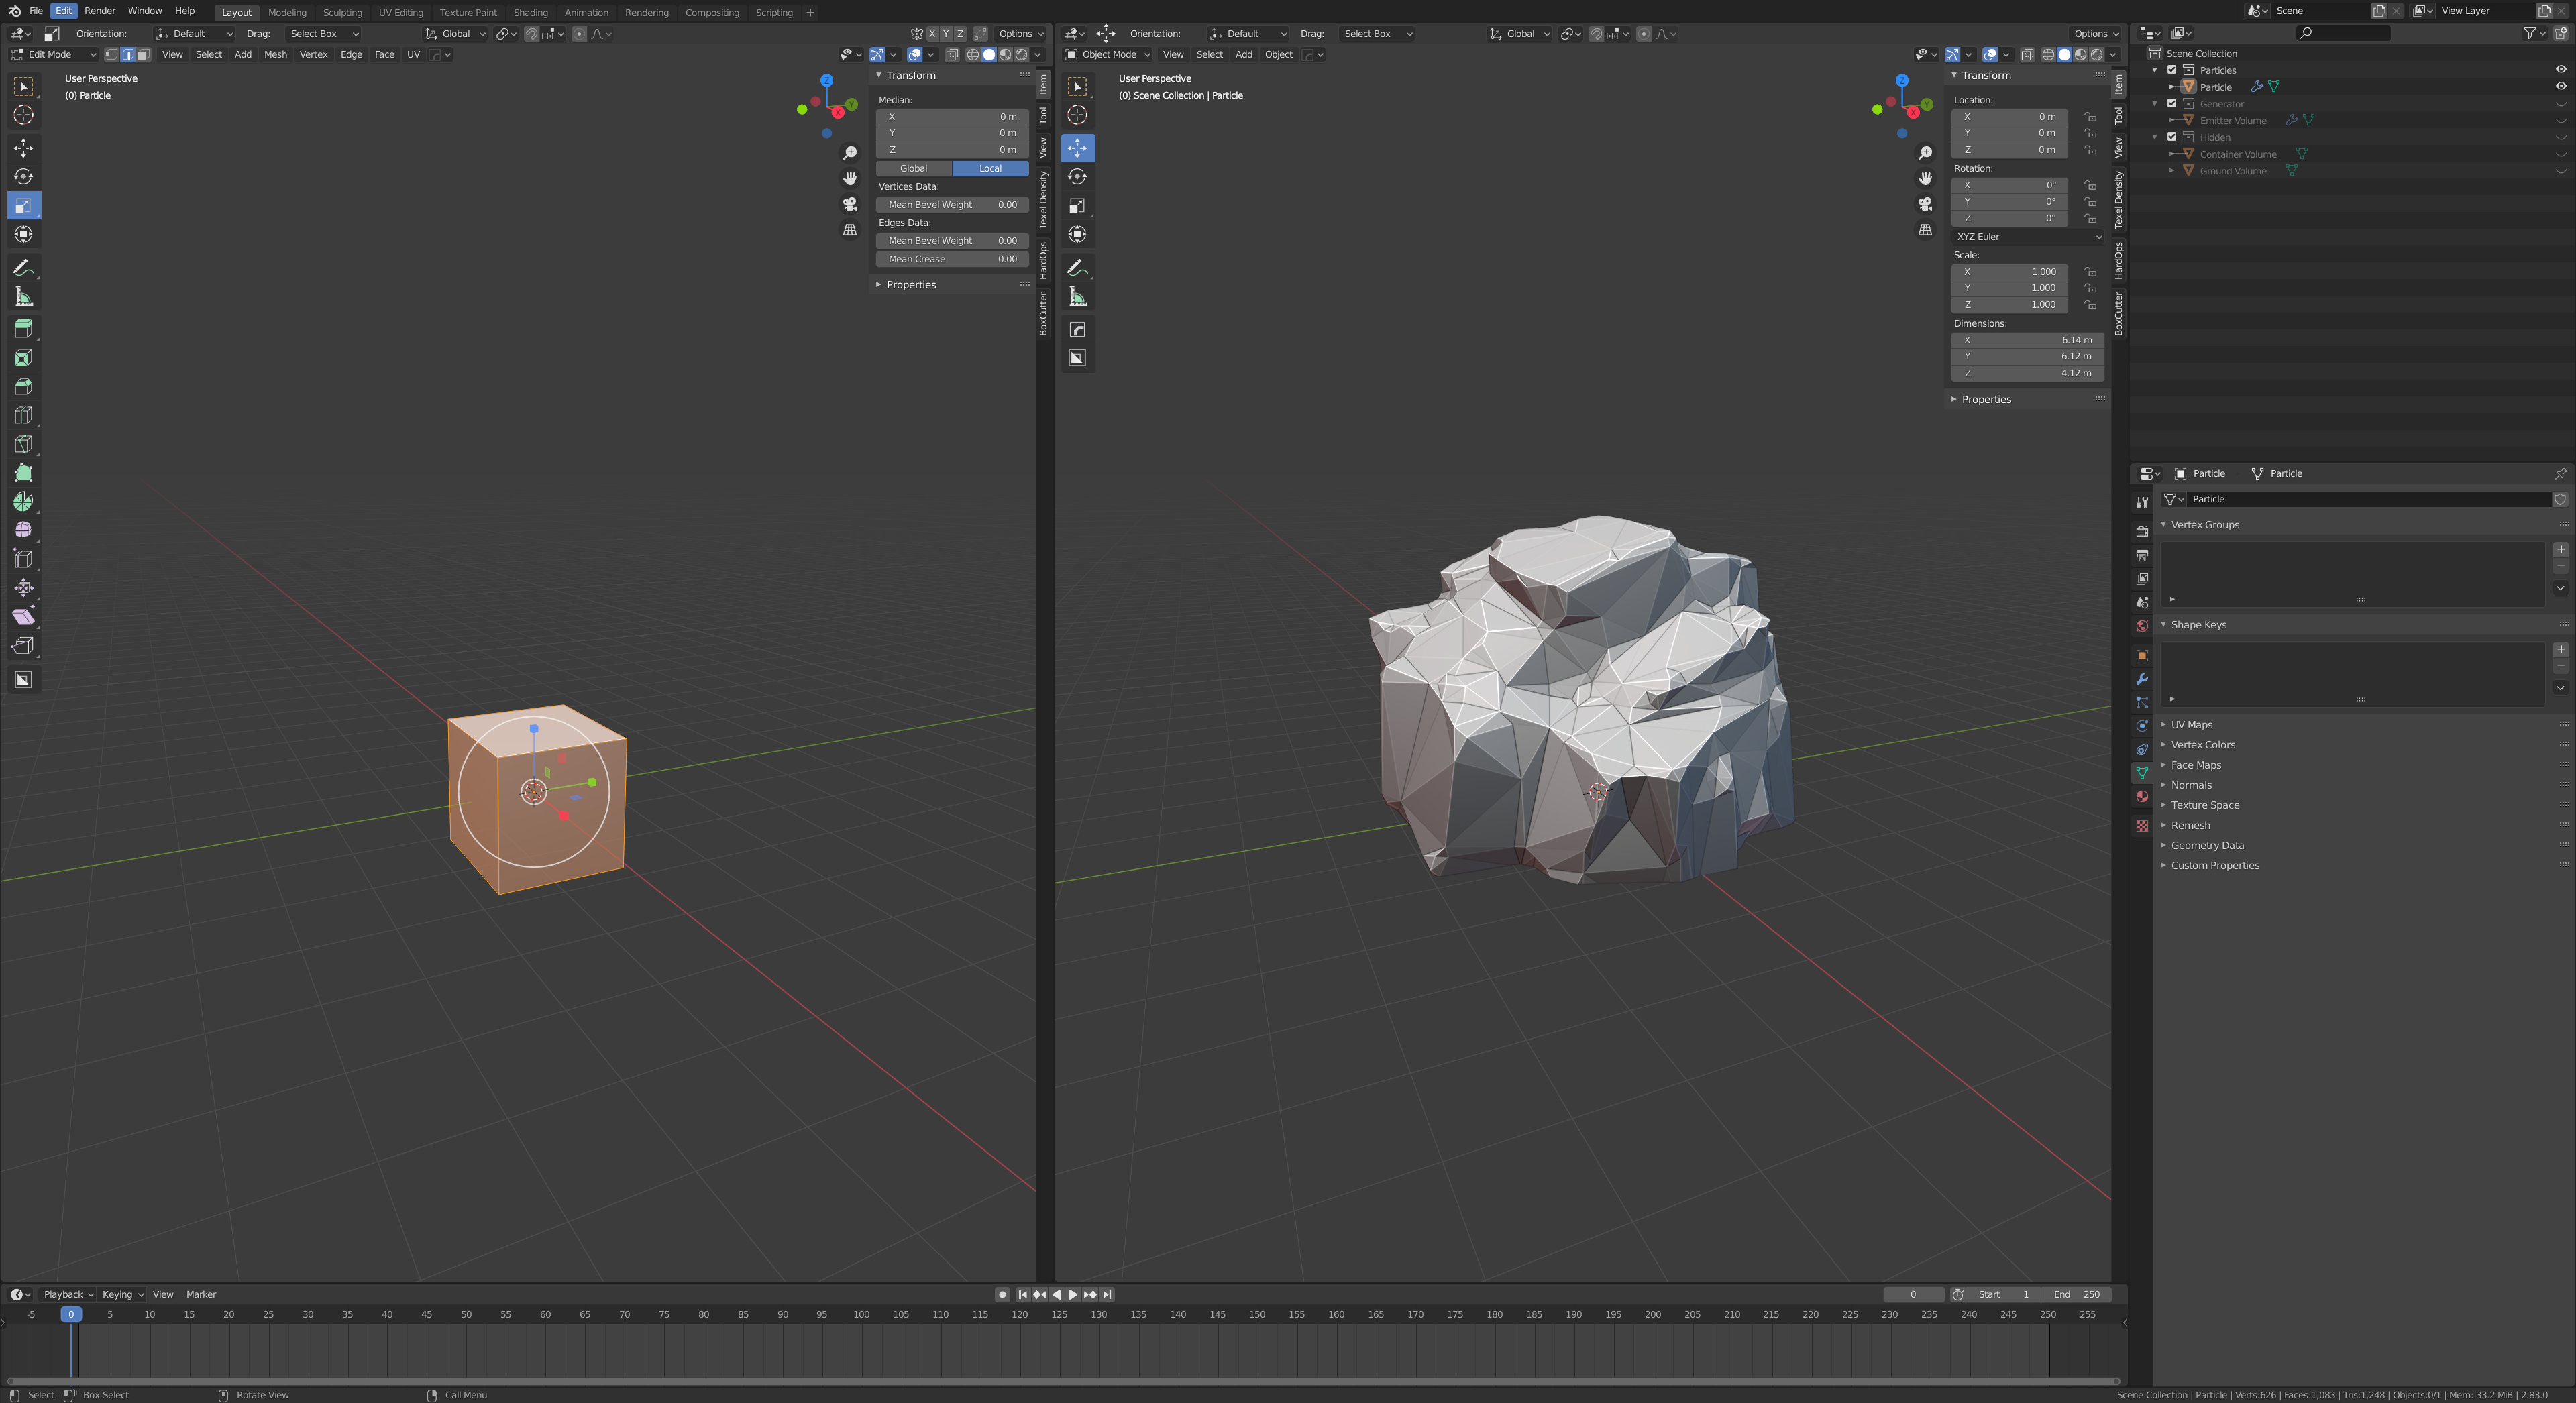 File Edit Render Window Help Layout Modeling Sculpting UV Editing Texture Paint Shading Animation Rendering Compositing Scripting + Scene View Layer
Orientation: Default Drag: Select Box Global X Y Z Options
Edit Mode View Select Add Mesh Vertex Edge Face UV
User Perspective
(0) Particle
Z
Y
X
Transform
Median:
X 0 m
Y 0 m
Z 0 m
Global Local
Vertices Data:
Mean Bevel Weight 0.00
Edges Data:
Mean Bevel Weight 0.00
Mean Crease 0.00
Properties
Item
Tool
View
Texel Density
HardOps
BoxCutter
Orientation: Default Drag: Select Box Global Options
Object Mode View Select Add Object
User Perspective
(0) Scene Collection | Particle
Z
Y
X
Transform
Location:
X 0 m
Y 0 m
Z 0 m
Rotation:
X 0°
Y 0°
Z 0°
XYZ Euler
Scale:
X 1.000
Y 1.000
Z 1.000
Dimensions:
X 6.14 m
Y 6.12 m
Z 4.12 m
Properties
Item
Tool
View
Texel Density
HardOps
BoxCutter
Scene Collection
Particles
Particle
Generator
Emitter Volume
Hidden
Container Volume
Ground Volume
Particle Particle
Particle
Vertex Groups
Shape Keys
UV Maps
Vertex Colors
Face Maps
Normals
Texture Space
Remesh
Geometry Data
Custom Properties
Playback Keying View Marker 0 Start 1 End 250
-5 0 5 10 15 20 25 30 35 40 45 50 55 60 65 70 75 80 85 90 95 100 105 110 115 120 125 130 135 140 145 150 155 160 165 170 175 180 185 190 195 200 205 210 215 220 225 230 235 240 245 250 255
Select Box Select Rotate View Call Menu Scene Collection | Particle | Verts:626 | Faces:1,083 | Tris:1,248 | Objects:0/1 | Mem: 33.2 MiB | 2.83.0